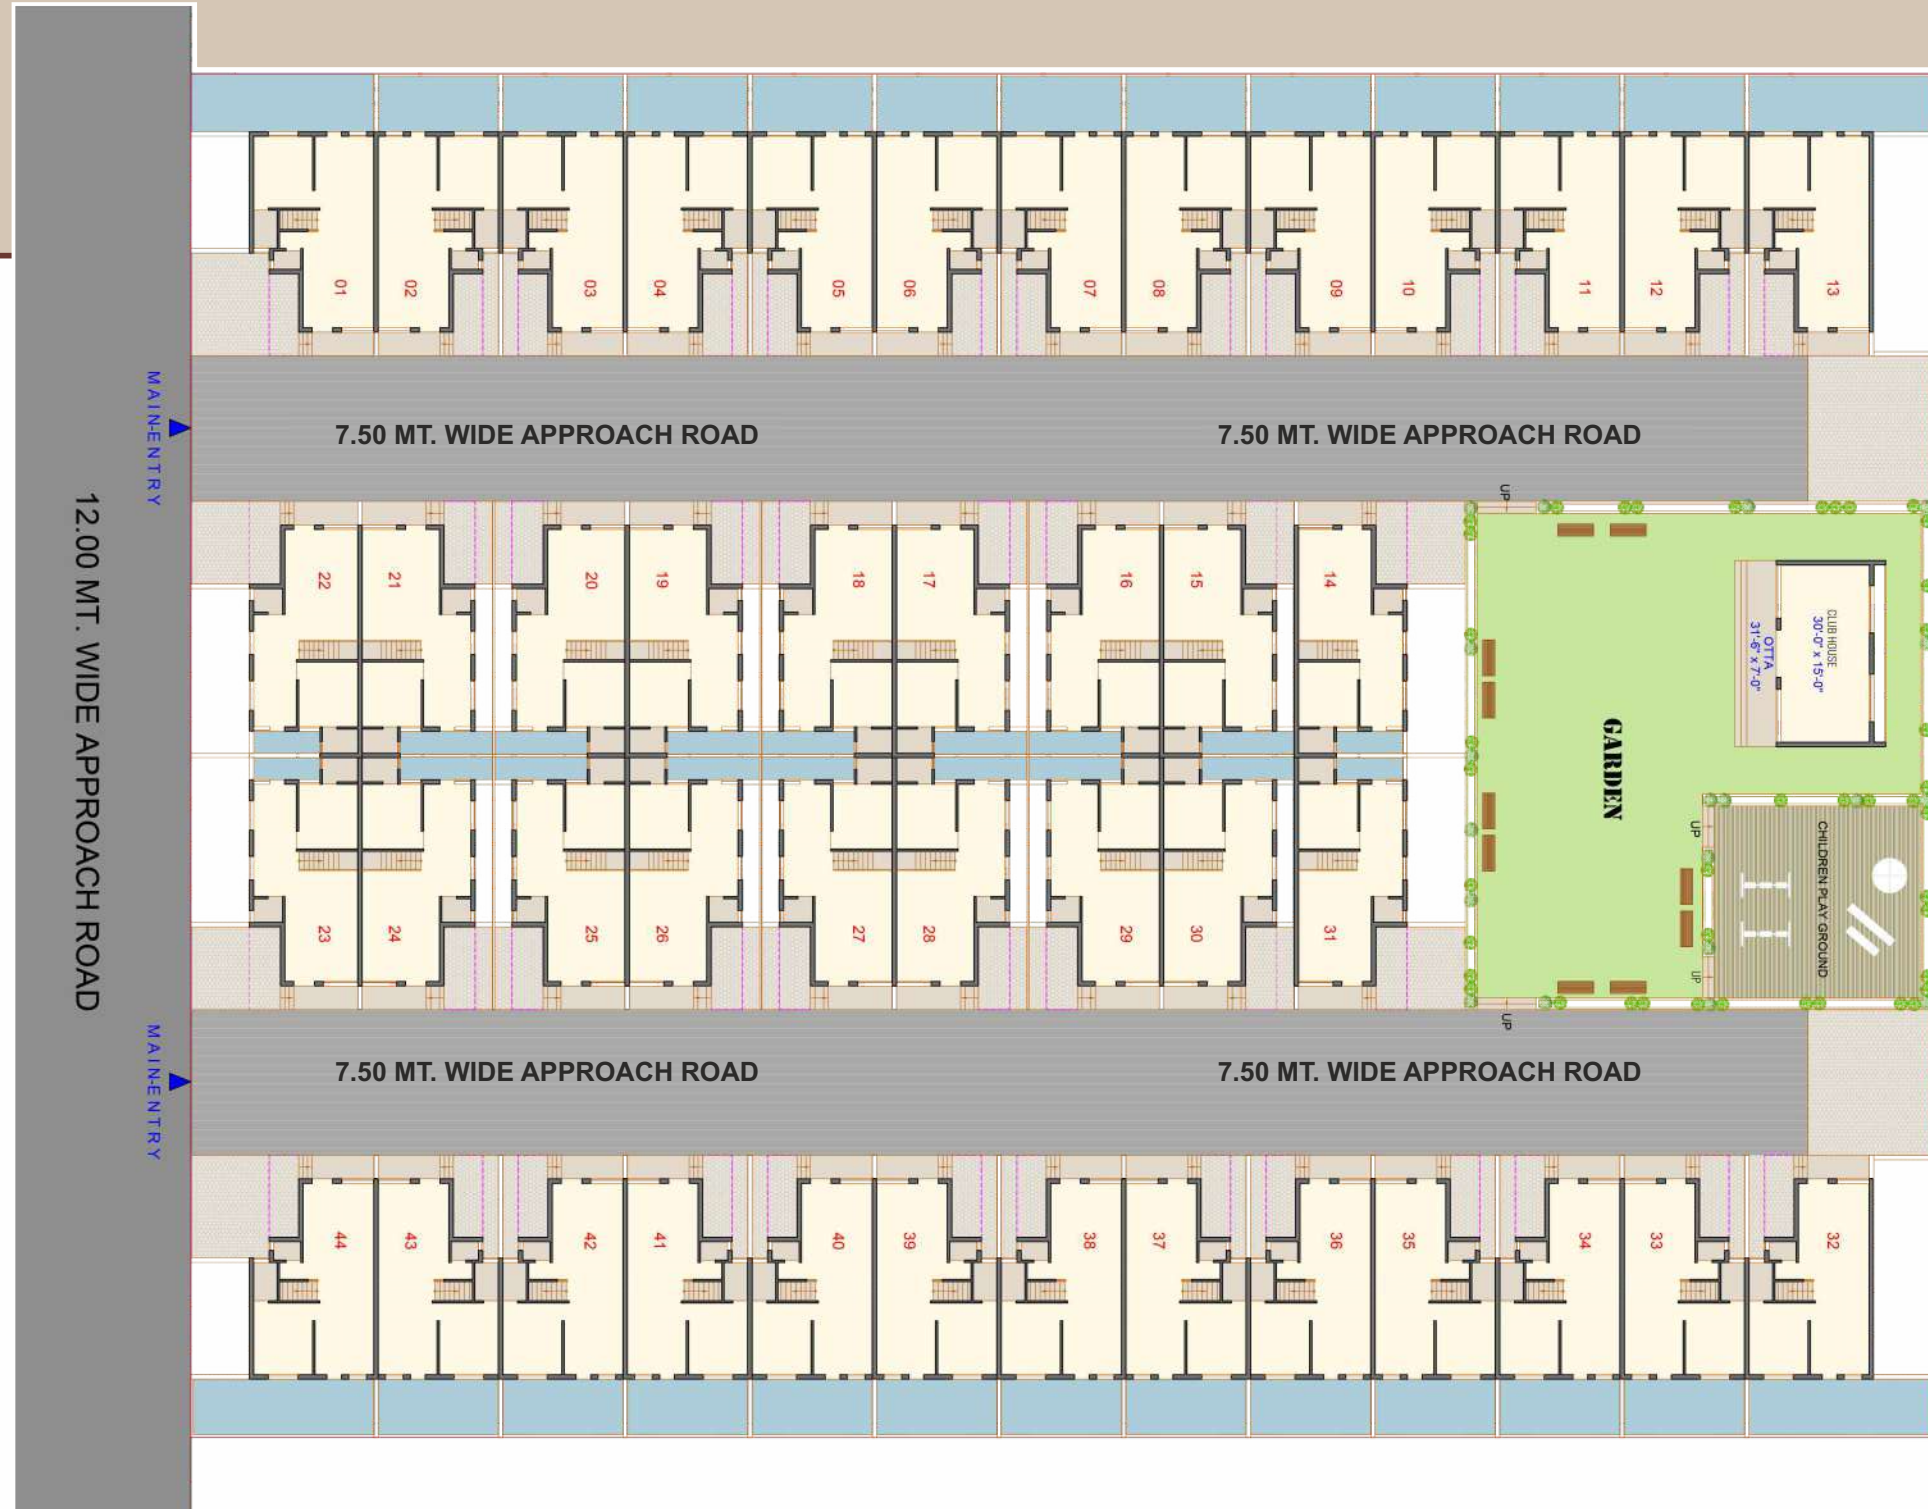 01 02 03 04 05 06 07 08 09 10 11 12 13
MAIN-ENTRY
7.50 MT. WIDE APPROACH ROAD
7.50 MT. WIDE APPROACH ROAD
12.00 MT. WIDE APPROACH ROAD
UP
22 21 20 19 18 17 16 15 14
CLUB HOUSE
30'-0" x 15'-0"
OTTA
31'-6" x 7'-0"
GARDEN
UP
CHILDREN PLAY GROUND
UP
23 24 25 26 27 28 29 30 31
UP
MAIN-ENTRY
7.50 MT. WIDE APPROACH ROAD
7.50 MT. WIDE APPROACH ROAD
44 43 42 41 40 39 38 37 36 35 34 33 32